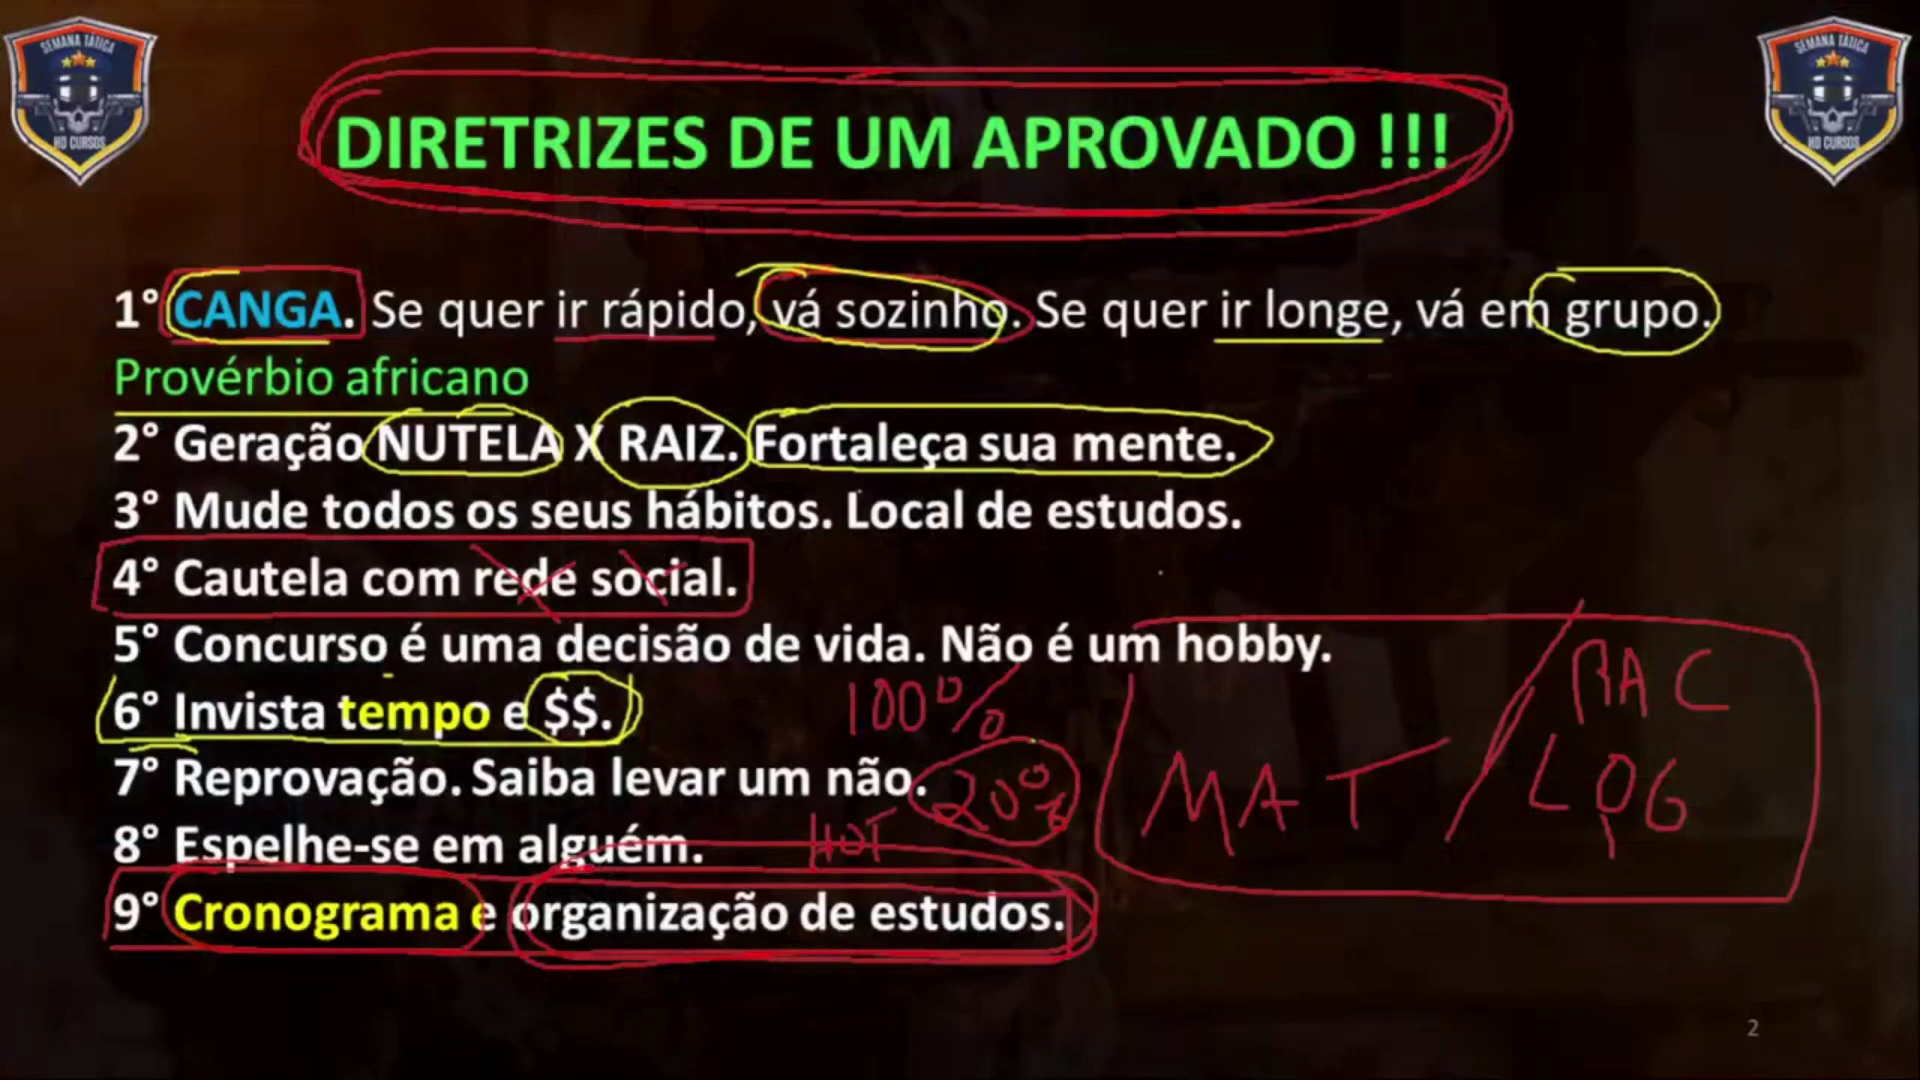 SEMANA TÁTICA
HD CURSOS
SEMANA TÁTICA
HD CURSOS
DIRETRIZES DE UM APROVADO !!!
1° CANGA. Se quer ir rápido, vá sozinho. Se quer ir longe, vá em grupo.
Provérbio africano
2° Geração NUTELA X RAIZ. Fortaleça sua mente.
3° Mude todos os seus hábitos. Local de estudos.
4° Cautela com rede social.
5° Concurso é uma decisão de vida. Não é um hobby.
6° Invista tempo e $$.
100%
RAC
LOG
MAT /
7° Reprovação. Saiba levar um não.
20%
8° Espelhe-se em alguém.
HOT
9° Cronograma e organização de estudos.
2